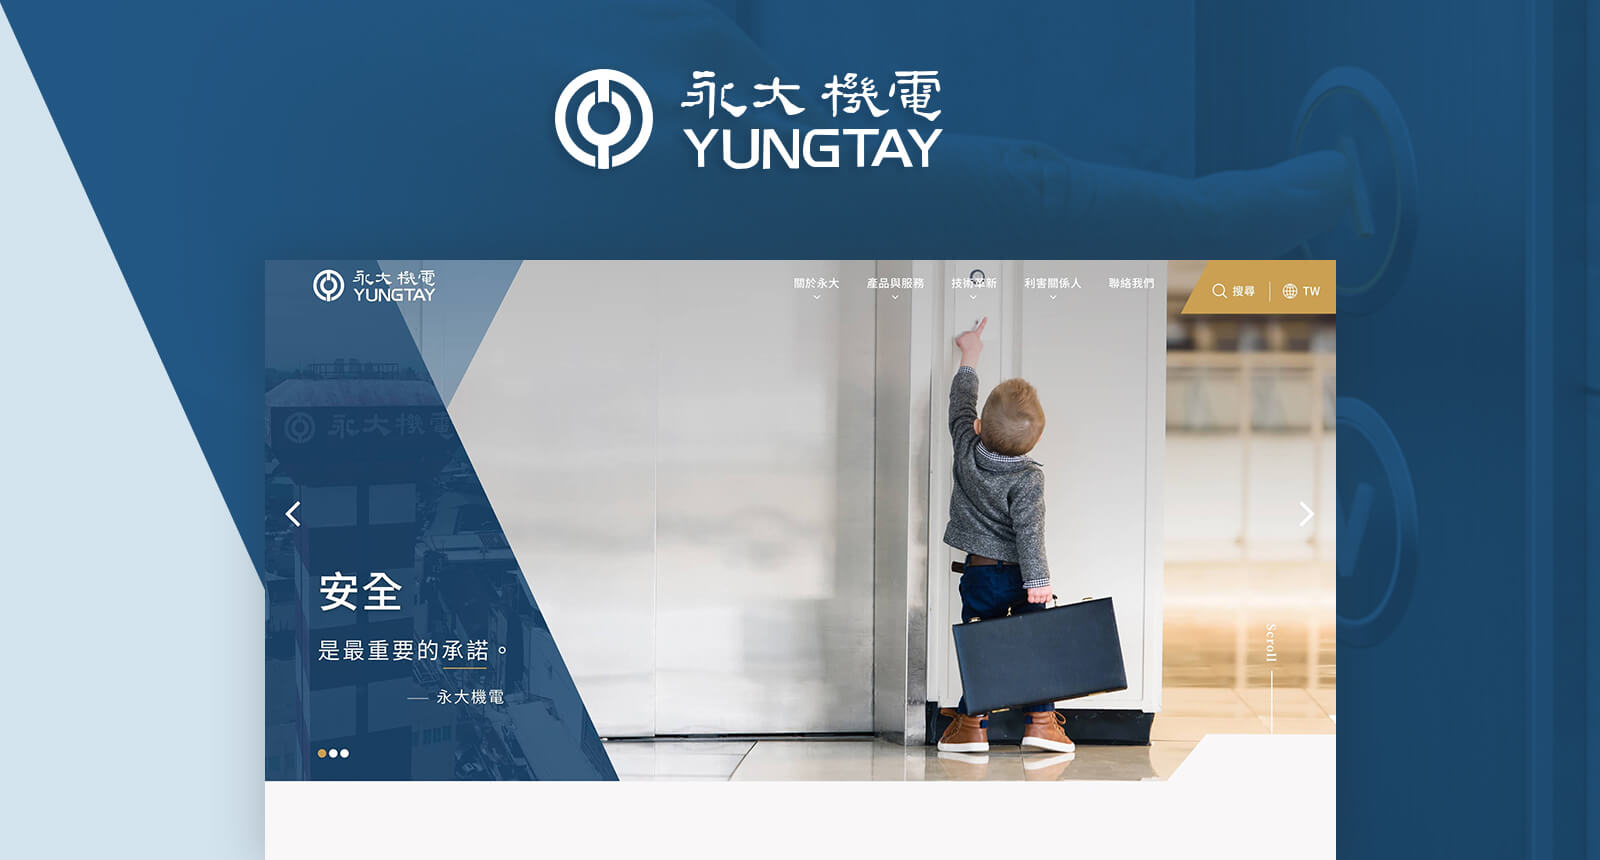 永大機電
YUNGTAY
永大機電
YUNGTAY
關於永大 產品與服務 技術革新 利害關係人 聯絡我們
搜尋 TW
永大機電
安全
是最重要的承諾。
— 永大機電
Scroll